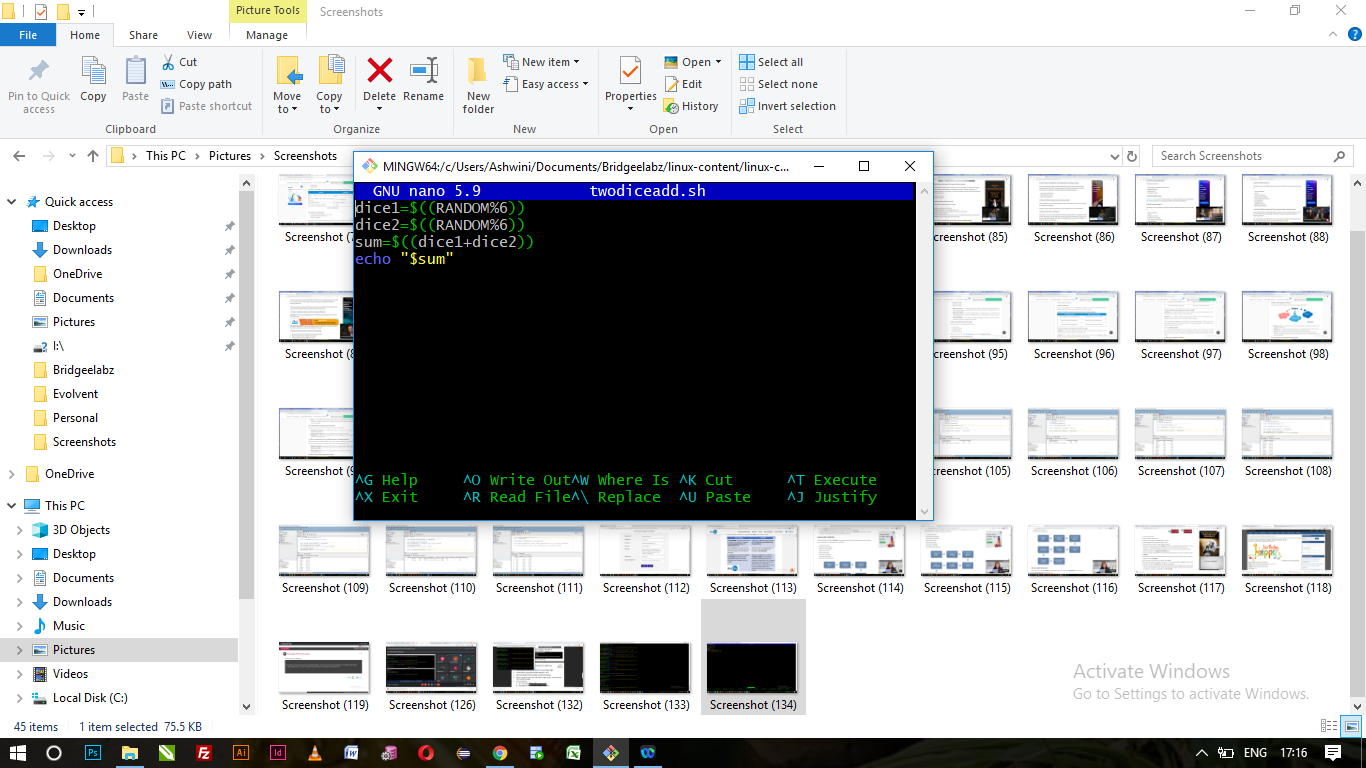 Picture Tools
Screenshots
File
Home
Share
View
Manage
Pin to Quick access
Copy
Paste
Cut
Copy path
Paste shortcut
Clipboard
Move to
Copy to
Delete
Rename
Organize
New folder
New item
Easy access
New
Properties
Open
Edit
History
Open
Select all
Select none
Invert selection
Select
This PC
Pictures
Screenshots
Search Screenshots
Quick access
Desktop
Downloads
OneDrive
Documents
Pictures
I:\
Bridgeelabz
Evolvent
Personal
Screenshots
OneDrive
This PC
3D Objects
Desktop
Documents
Downloads
Music
Pictures
Videos
Local Disk (C:)
MINGW64:/c/Users/Ashwini/Documents/Bridgeelabz/linux-content/linux-c...
GNU nano 5.9 twodiceadd.sh
dice1=$((RANDOM%6))
dice2=$((RANDOM%6))
sum=$((dice1+dice2))
echo "$sum"
^G Help ^O Write Out^W Where Is ^K Cut ^T Execute
^X Exit ^R Read File^\ Replace ^U Paste ^J Justify
(85) Screenshot (86) Screenshot (87) Screenshot (88)
(95) Screenshot (96) Screenshot (97) Screenshot (98)
(105) Screenshot (106) Screenshot (107) Screenshot (108)
Screenshot (109) Screenshot (110) Screenshot (111) Screenshot (112) Screenshot (113) Screenshot (114) Screenshot (115) Screenshot (116) Screenshot (117) Screenshot (118)
Screenshot (119) Screenshot (126) Screenshot (132) Screenshot (133) Screenshot (134)
Activate Windows
Go to Settings to activate Windows.
45 items 1 item selected 75.5 KB
ENG 17:16